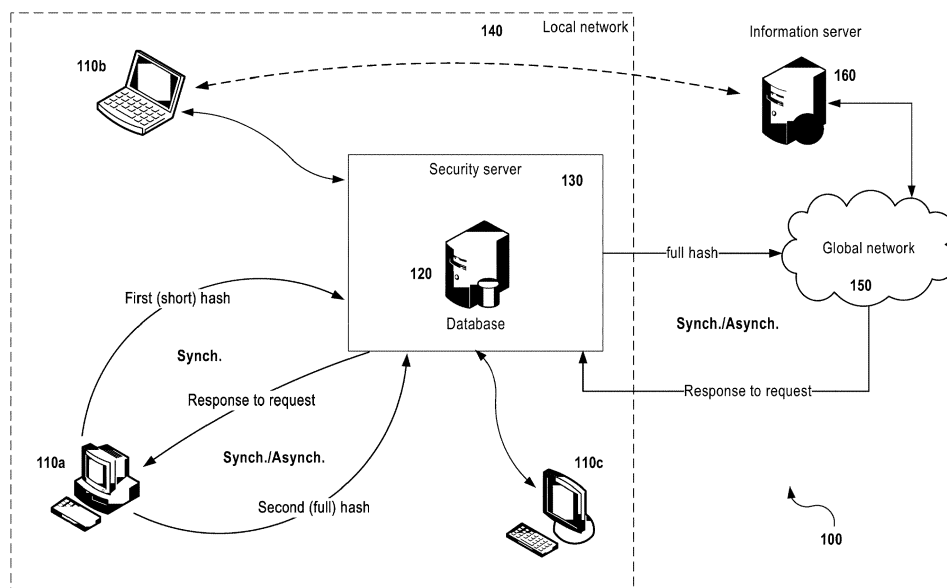 140
Local network
Information server
110b
160
Security server
130
full hash
Global network
120
150
First (short) hash
Database
Synch./Asynch.
Synch.
Response to request
Response to request
110a
Synch./Asynch.
110c
Second (full) hash
100